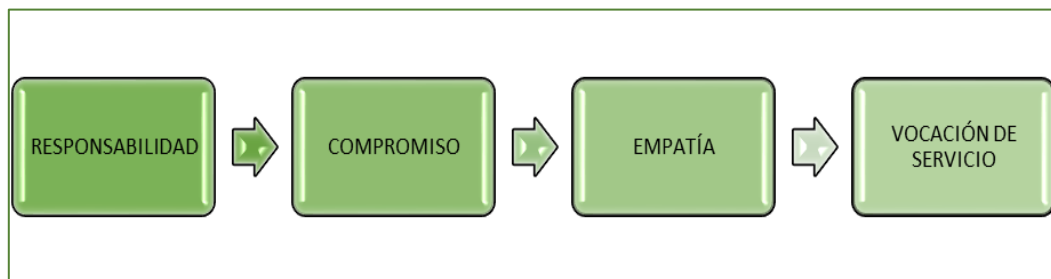 RESPONSABILIDAD
COMPROMISO
EMPATÍA
VOCACIÓN DE
SERVICIO